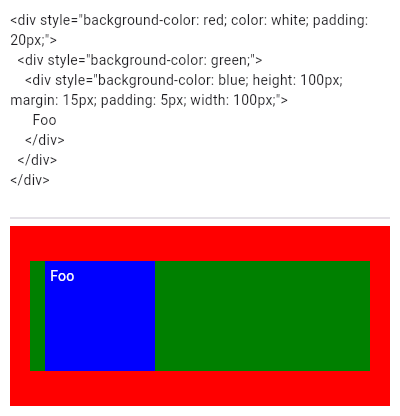 <div style="background-color: red; color: white; padding:
20px;">
<div style="background-color: green;">
<div style="background-color: blue; height: 100px;
margin: 15px; padding: 5px; width: 100px;">
Foo
</div>
</div>
</div>
Foo